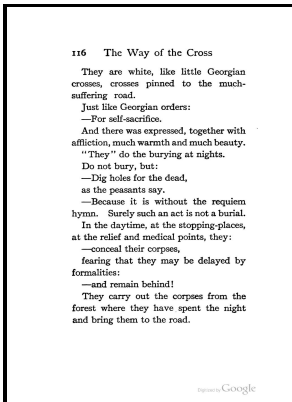 116 The Way of the Cross
They are white, like little Georgian
crosses, crosses pinned to the much-
suffering road.
Just like Georgian orders:
—For self-sacrifice.
And there was expressed, together with
affliction, much warmth and much beauty.
"They" do the burying at nights.
Do not bury, but:
—Dig holes for the dead,
as the peasants say.
—Because it is without the requiem
hymn. Surely such an act is not a burial.
In the daytime, at the stopping-places,
at the relief and medical points, they:
—conceal their corpses,
fearing that they may be delayed by
formalities:
—and remain behind!
They carry out the corpses from the
forest where they have spent the night
and bring them to the road.
Digitized by Google